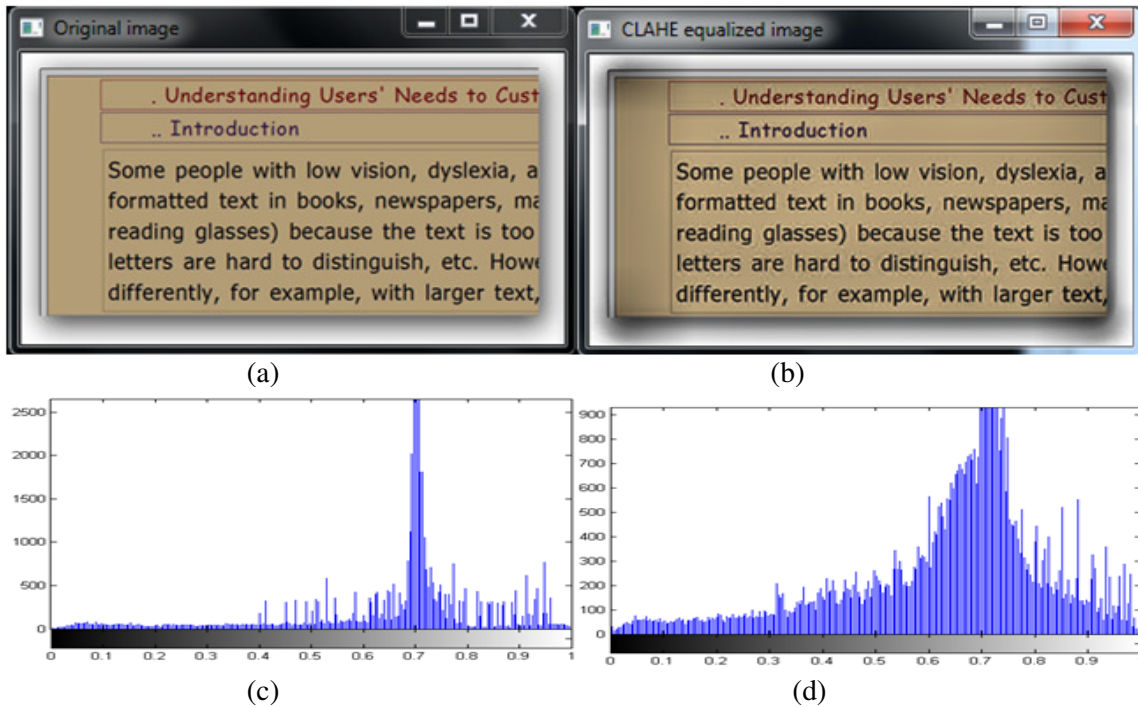 Original image
. Understanding Users' Needs to Cust
.. Introduction
Some people with low vision, dyslexia, a
formatted text in books, newspapers, ma
reading glasses) because the text is too
letters are hard to distinguish, etc. Howe
differently, for example, with larger text,
(a)
CLAHE equalized image
. Understanding Users' Needs to Cust
.. Introduction
Some people with low vision, dyslexia, a
formatted text in books, newspapers, ma
reading glasses) because the text is too
letters are hard to distinguish, etc. Howe
differently, for example, with larger text,
(b)
2500
2000
1500
1000
500
0
0 0.1 0.2 0.3 0.4 0.5 0.6 0.7 0.8 0.9 1
(c)
900
800
700
600
500
400
300
200
100
0
0 0.1 0.2 0.3 0.4 0.5 0.6 0.7 0.8 0.9
(d)